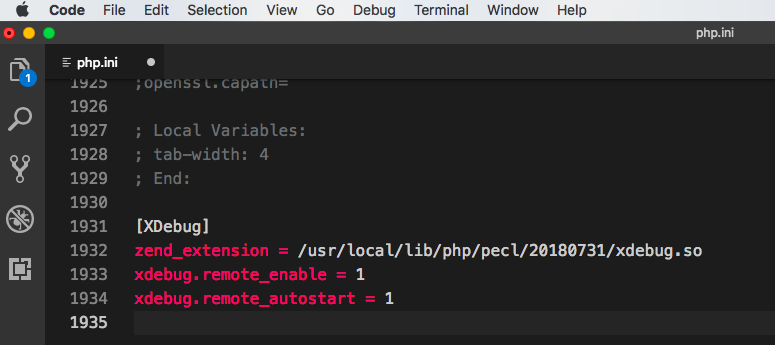 Code File Edit Selection View Go Debug Terminal Window Help
php.ini
php.ini
1
1925 ;openssl.capath=
1926
1927 ; Local Variables:
1928 ; tab-width: 4
1929 ; End:
1930
1931 [XDebug]
1932 zend_extension = /usr/local/lib/php/pecl/20180731/xdebug.so
1933 xdebug.remote_enable = 1
1934 xdebug.remote_autostart = 1
1935